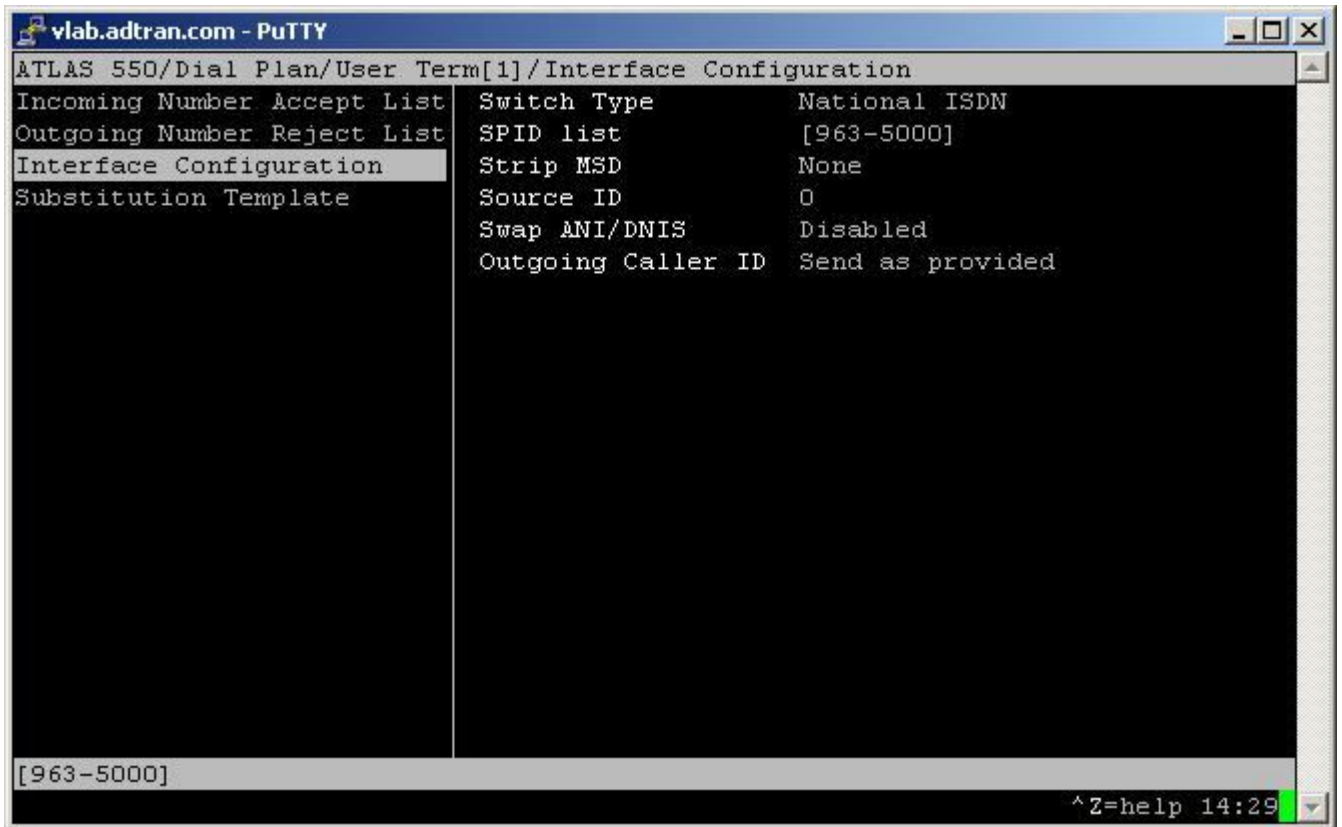 vlab.adtran.com - PuTTY
ATLAS 550/Dial Plan/User Term[1]/Interface Configuration
Incoming Number Accept List
Outgoing Number Reject List
Interface Configuration
Substitution Template
Switch Type National ISDN
SPID list [963-5000]
Strip MSD None
Source ID 0
Swap ANI/DNIS Disabled
Outgoing Caller ID Send as provided
[963-5000]
^Z=help 14:29